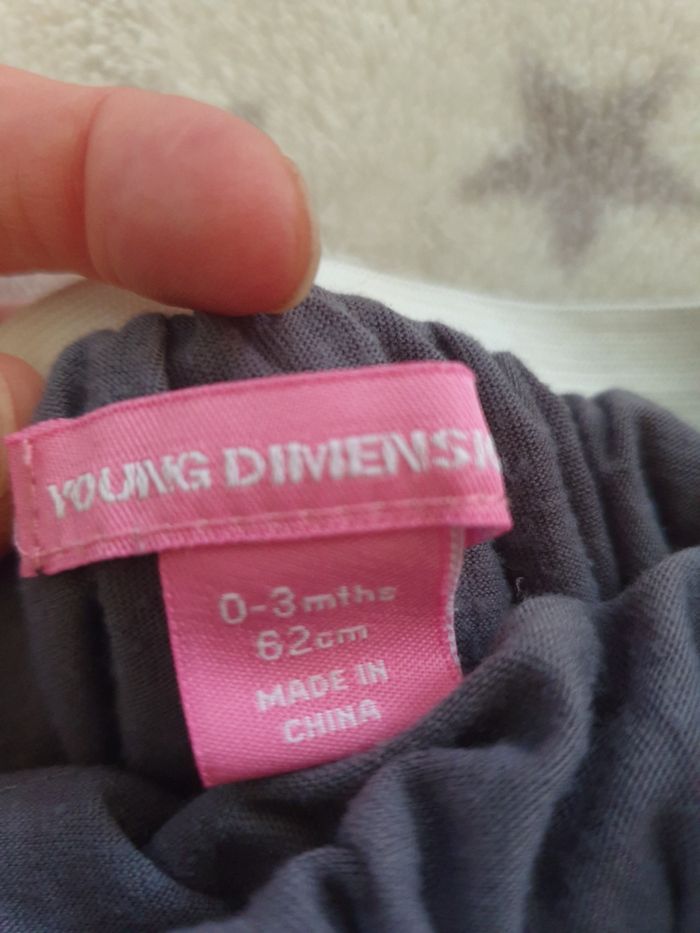 YOUNG DIMENSI
0-3 mths
62cm
MADE IN
CHINA